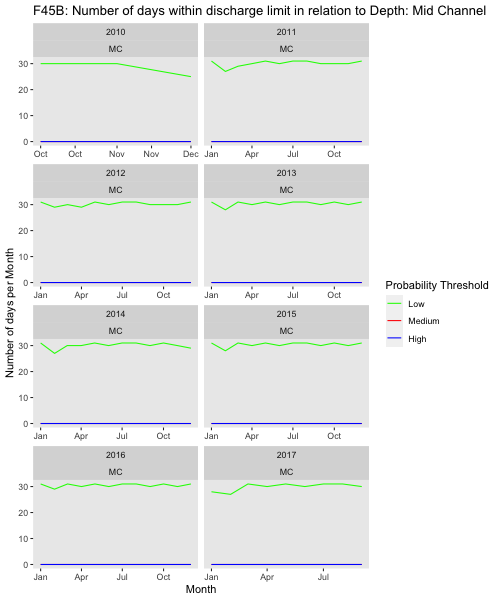 F45B: Number of days within discharge limit in relation to Depth: Mid Channel
2010
MC
2011
MC
30
20
10
0
Oct Oct Nov Nov Dec
Jan Apr Jul Oct
2012
MC
2013
MC
30
20
10
0
Jan Apr Jul Oct
Jan Apr Jul Oct
2014
MC
2015
MC
30
20
10
0
Jan Apr Jul Oct
Jan Apr Jul Oct
2016
MC
2017
MC
30
20
10
0
Jan Apr Jul Oct
Jan Apr Jul
Month
Number of days per Month
Probability Threshold
Low
Medium
High